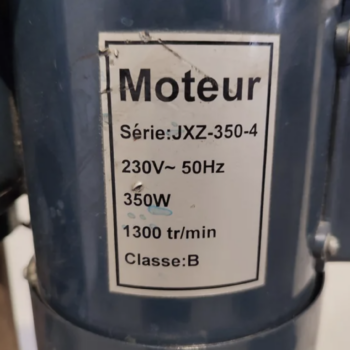 Moteur
Série:JXZ-350-4
230V~ 50Hz
350W
1300 tr/min
Classe:B